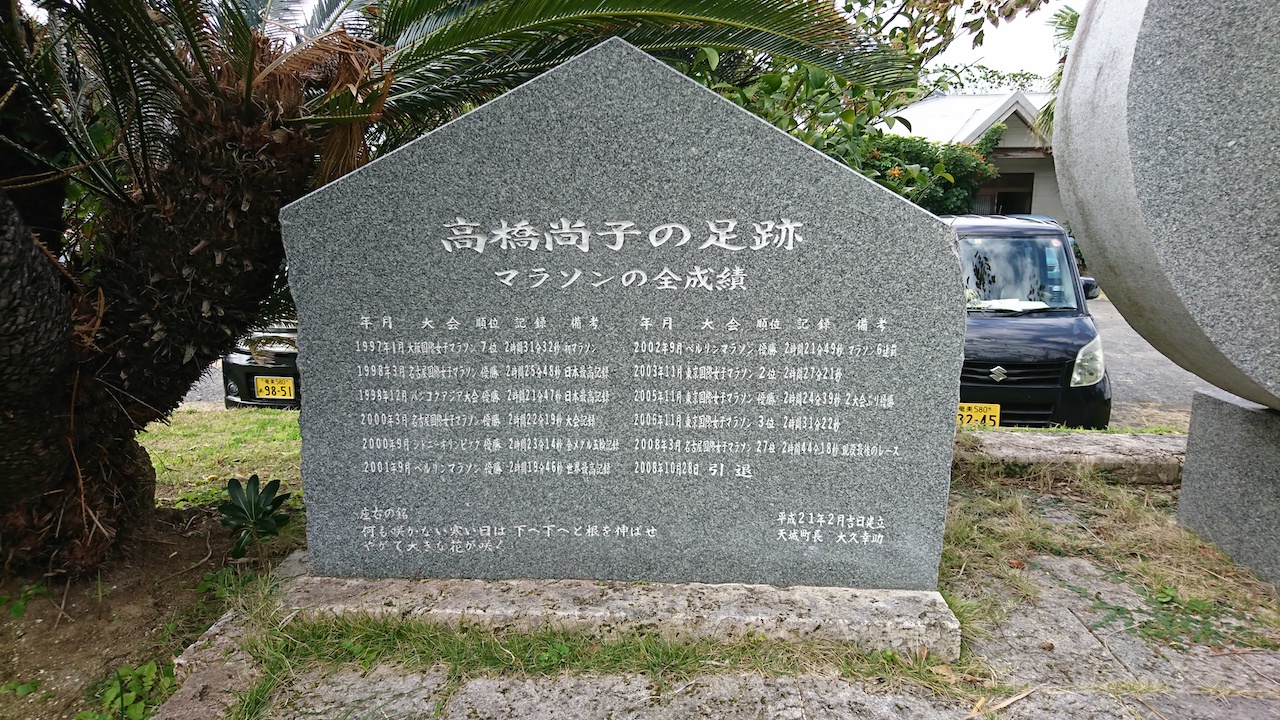 高橋尚子の足跡
マラソンの全成績
年月 大会 順位 記録 備考
1997年1月 大阪国際女子マラソン 7位 2時間31分32秒 初マラソン
1998年3月 名古屋国際女子マラソン 優勝 2時間25分48秒 日本最高記録
1998年12月 バンコクアジア大会 優勝 2時間21分47秒 日本最高記録
2000年3月 名古屋国際女子マラソン 優勝 2時間22分19秒 大会記録
2000年9月 シドニーオリンピック 優勝 2時間23分14秒 金メダル五輪記録
2001年9月 ベルリンマラソン 優勝 2時間19分46秒 世界最高記録
年月 大会 順位 記録 備考
2002年9月 ベルリンマラソン 優勝 2時間21分49秒 マラソン6連覇
2003年11月 東京国際女子マラソン 2位 2時間27分21秒
2005年11月 東京国際女子マラソン 優勝 2時間24分39秒 2大会ぶり優勝
2006年11月 東京国際女子マラソン 3位 2時間31分22秒
2008年3月 名古屋国際女子マラソン 27位 2時間44分18秒 現役最後のレース
2008年10月28日 引退
座右の銘
何も咲かない寒い日は 下へ下へと根を伸ばせ
やがて大きな花が咲く
平成21年2月吉日建立
天城町長 大久幸助
奄美 580
98-51
奄美 580
32-45